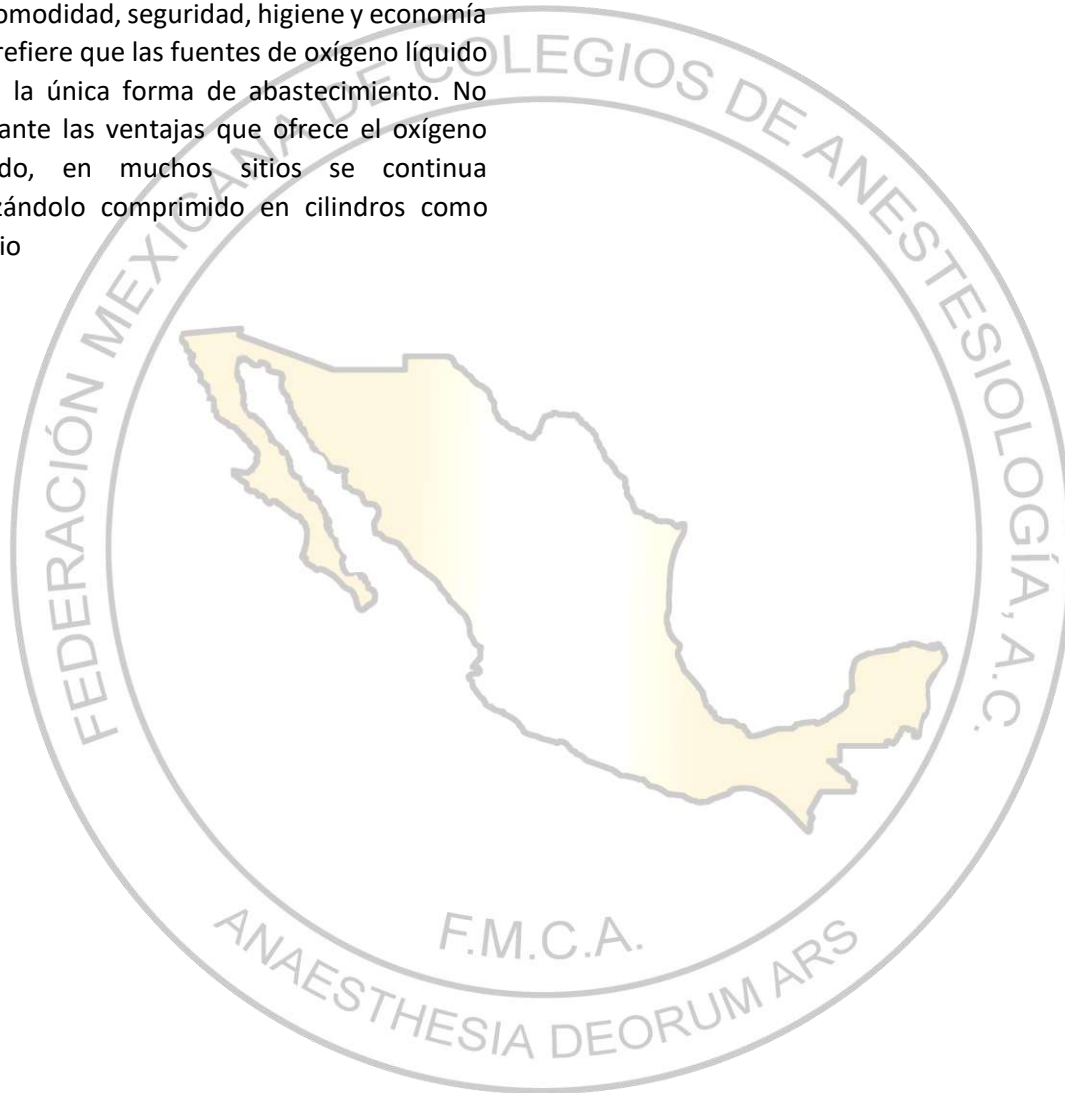 omodidad, seguridad, higiene y economía
refiere que las fuentes de oxígeno líquido
la única forma de abastecimiento. No
ante las ventajas que ofrece el oxígeno
do, en muchos sitios se continua
zándolo comprimido en cilindros como
io
FEDERACIÓN MEXICANA DE COLEGIOS DE ANESTESIOLOGÍA, A.C.
F.M.C.A.
ANAESTHESIA DEORUM ARS